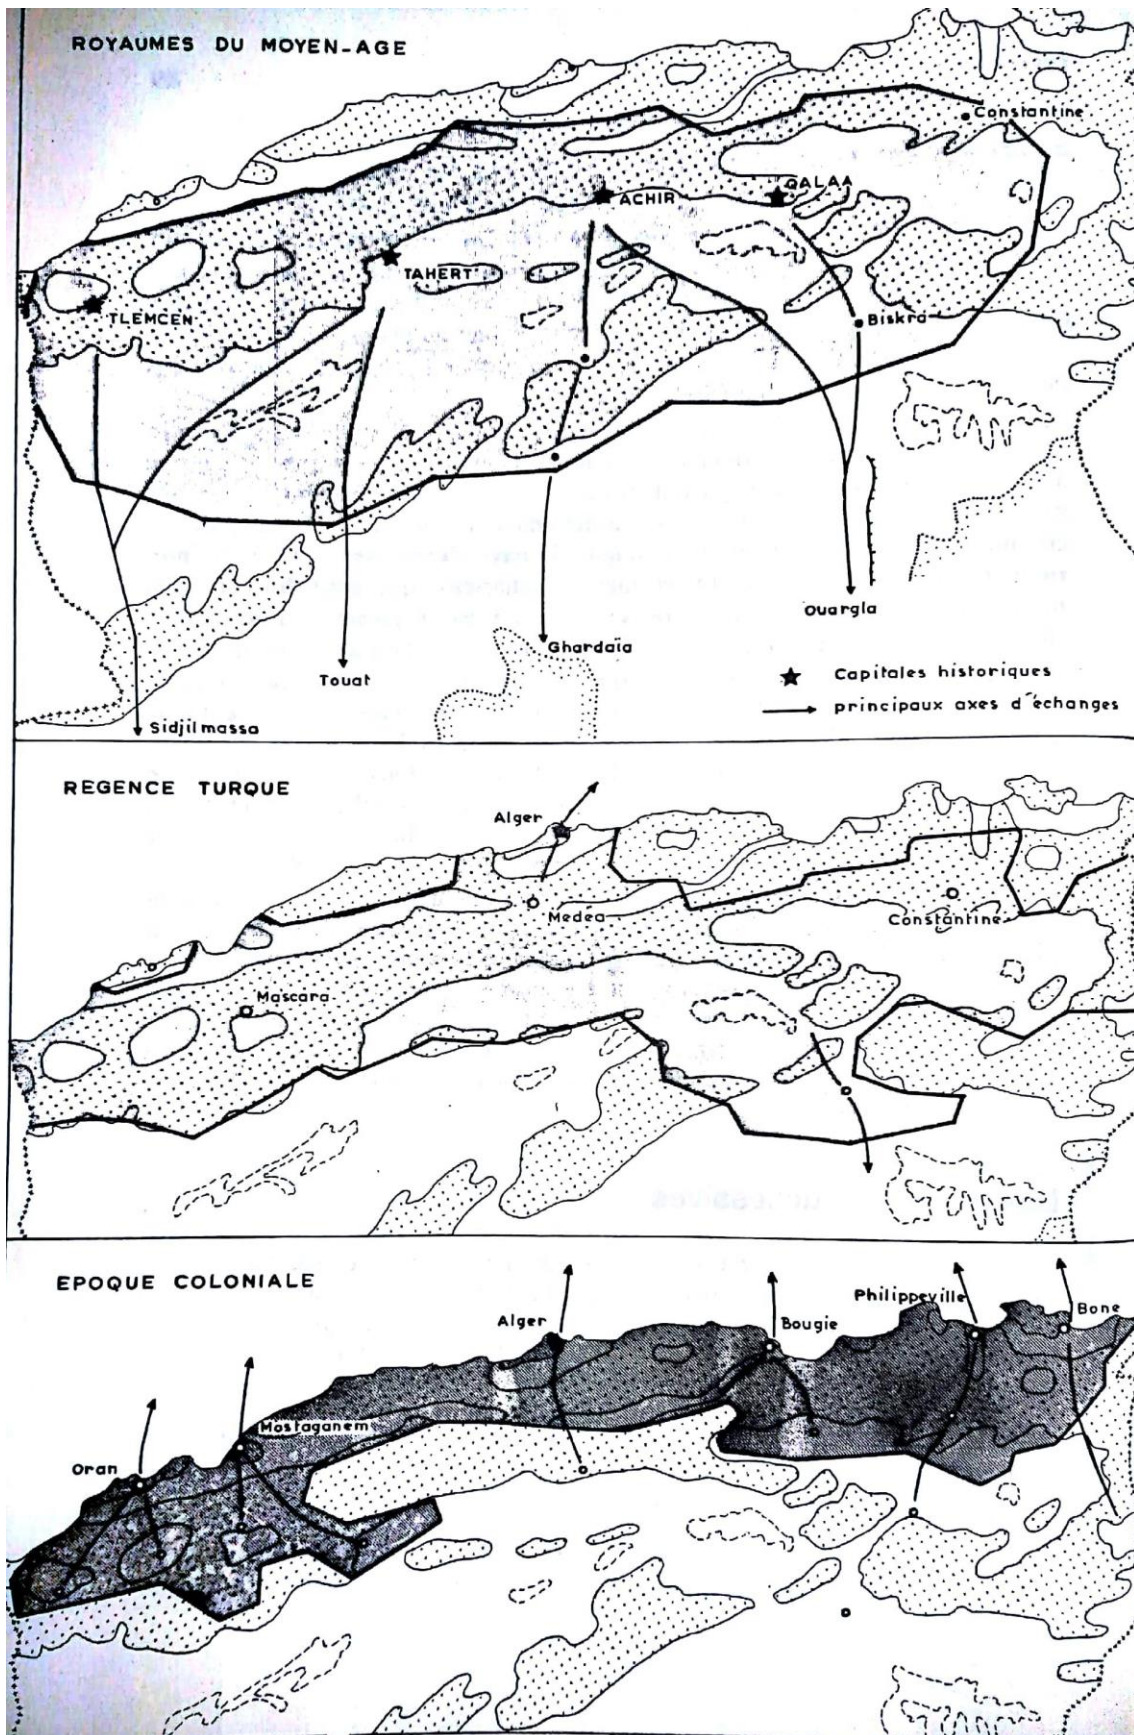 ROYAUMES DU MOYEN-AGE
Constantine
QALAA
ACHIR
TAHERT
TLEMCEN
Biskra
Ouargla
Ghardaïa
Touat
Sidjilmassa
Capitales historiques
principaux axes d'échanges
REGENCE TURQUE
Alger
Medea
Constantine
Mascara
EPOQUE COLONIALE
Philippeville
Bone
Alger
Bougie
Mostaganem
Oran